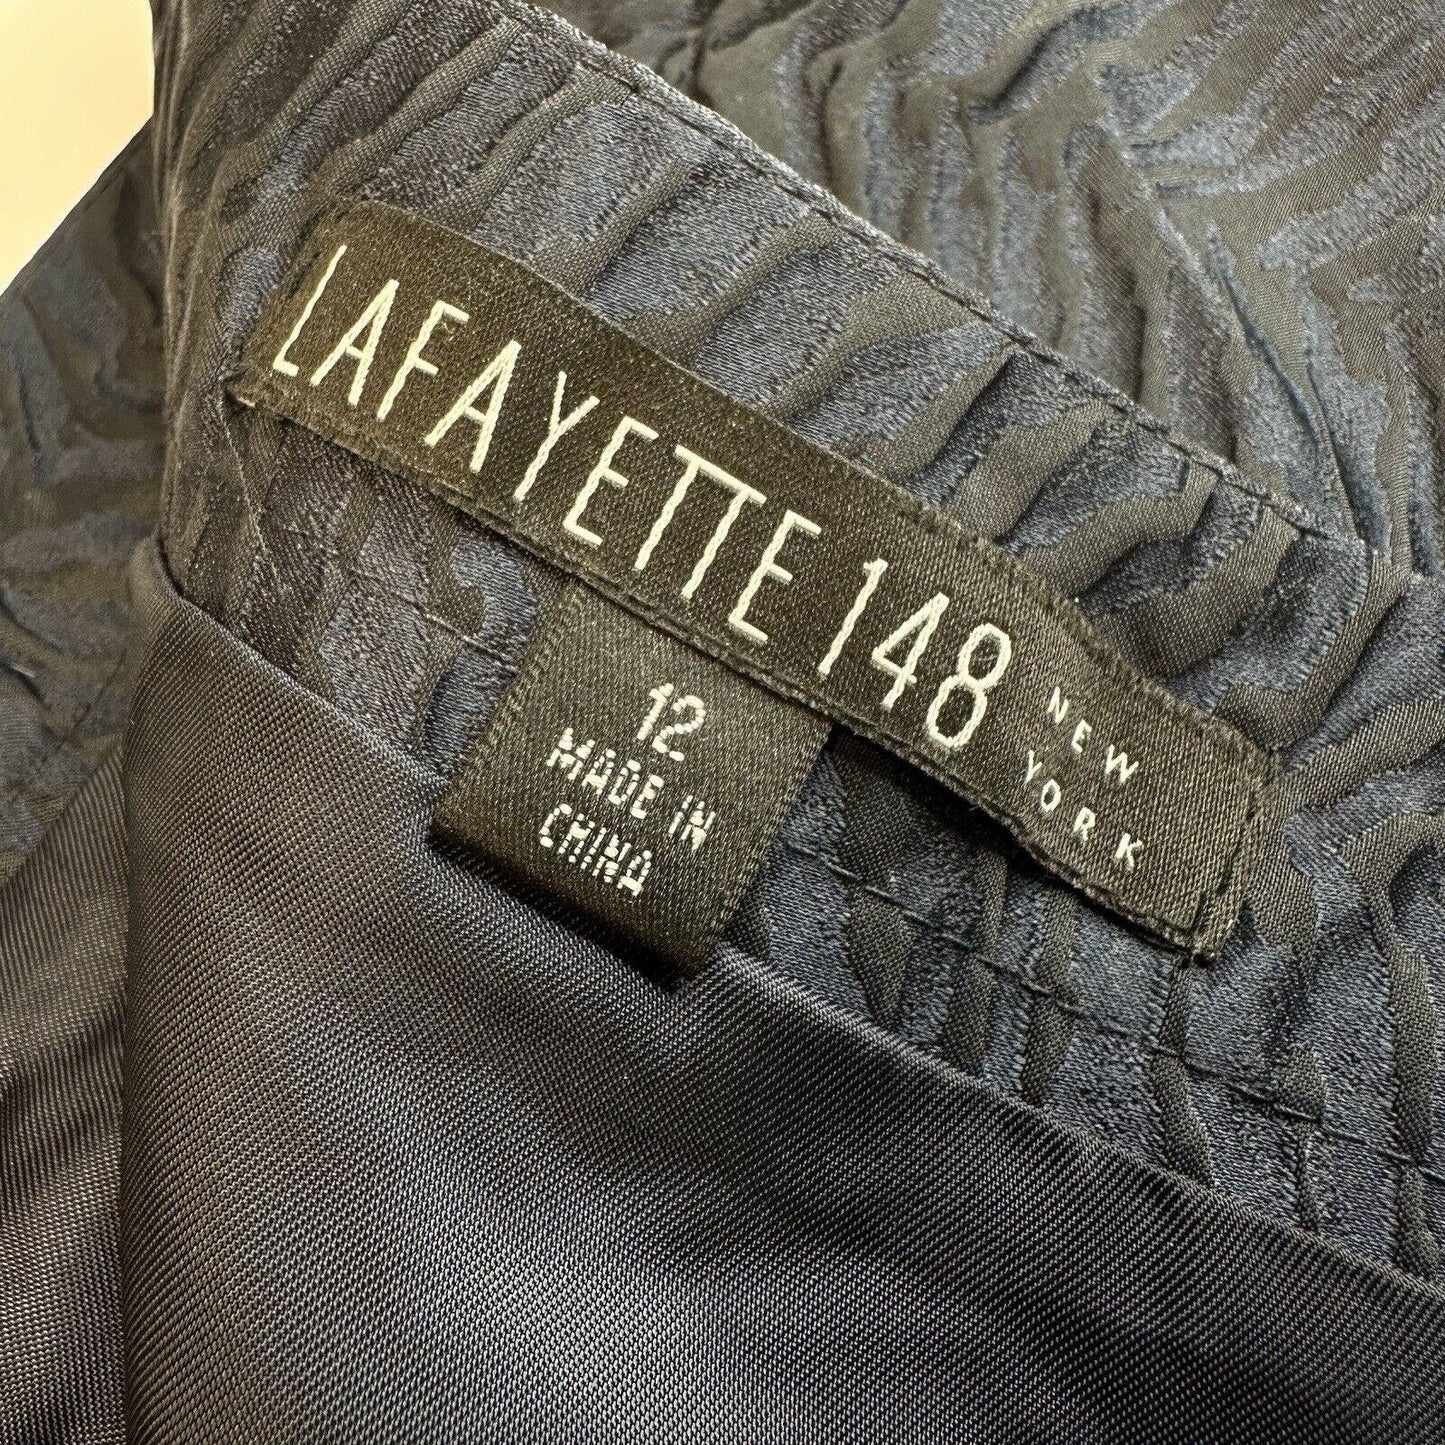 LAFAYETTE 148
NEW
YORK
12
MADE IN
CHINA